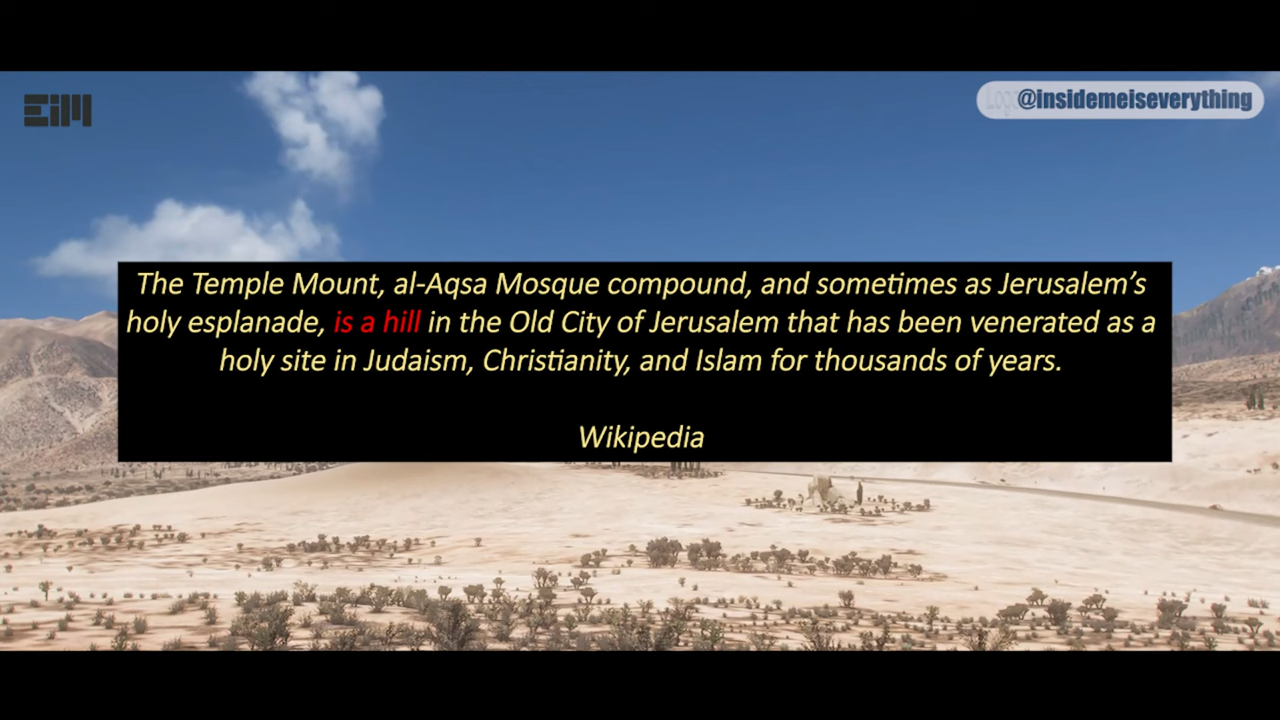 EiM
@insidemeiseverything
The Temple Mount, al-Aqsa Mosque compound, and sometimes as Jerusalem’s
holy esplanade, is a hill in the Old City of Jerusalem that has been venerated as a
holy site in Judaism, Christianity, and Islam for thousands of years.
Wikipedia